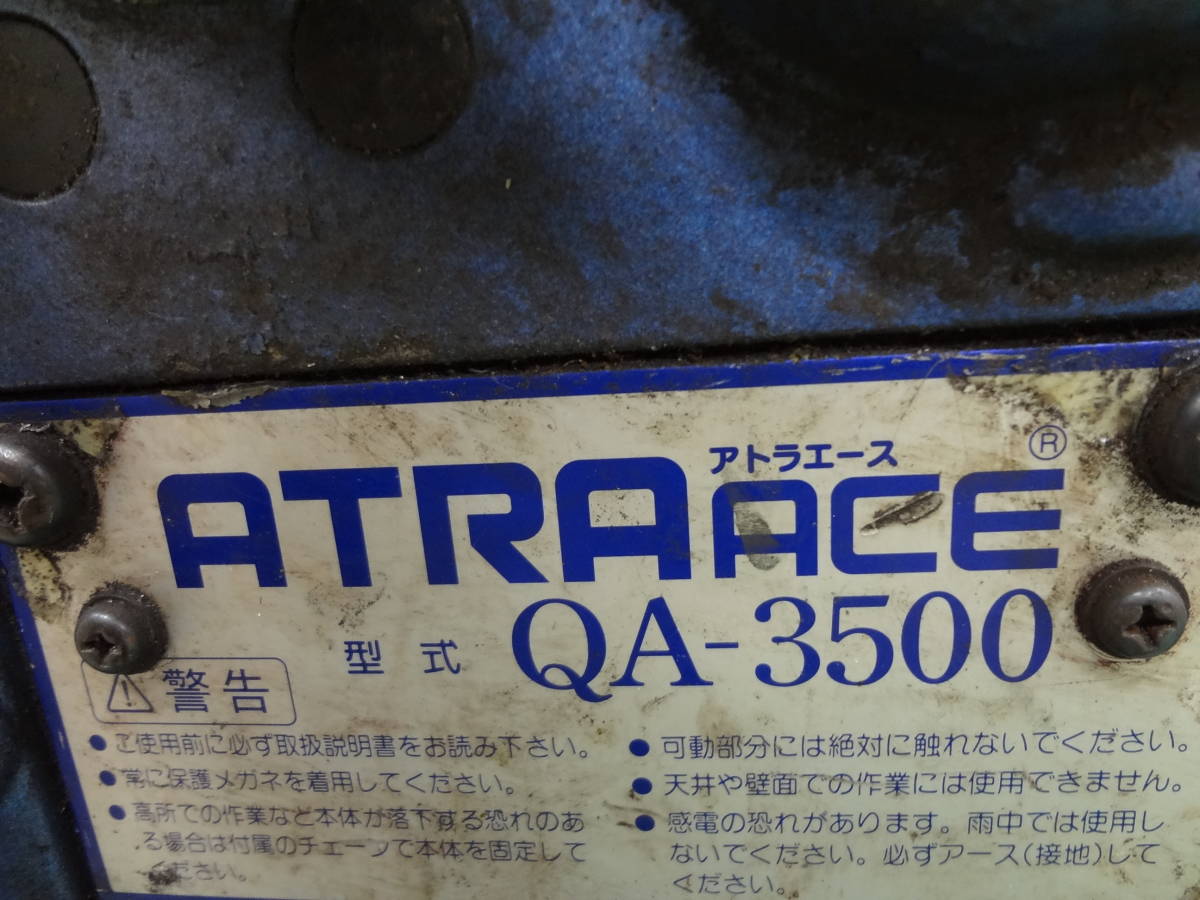 アトラエース
ATRA ACE®
型式 QA-3500
⚠警告
●ご使用前に必ず取扱説明書をお読み下さい。
●常に保護メガネを着用してください。
●高所での作業など本体が落下する恐れのあ
る場合は付属のチェーンで本体を固定して
ください。
●可動部分には絶対に触れないでください。
●天井や壁面での作業には使用できません。
●感電の恐れがあります。雨中では使用し
ないでください。必ずアース(接地)して
ください。